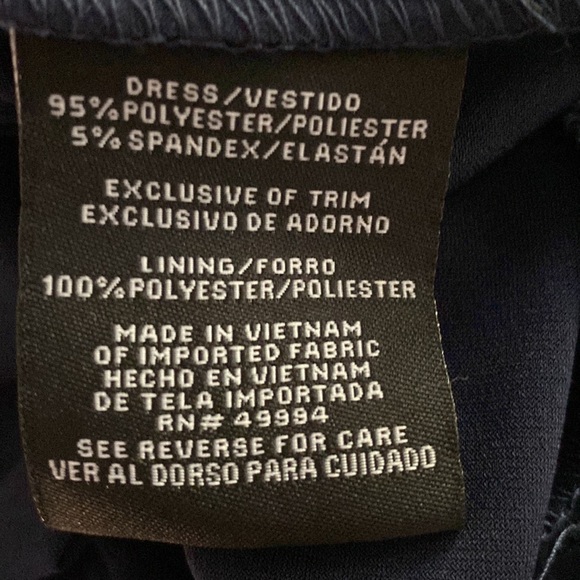 DRESS/VESTIDO
95%POLYESTER/POLIESTER
5%SPANDEX/ELASTÁN
EXCLUSIVE OF TRIM
EXCLUSIVO DE ADORNO
LINING/FORRO
100%POLYESTER/POLIESTER
MADE IN VIETNAM
OF IMPORTED FABRIC
HECHO EN VIETNAM
DE TELA IMPORTADA
RN# 49994
SEE REVERSE FOR CARE
VER AL DORSO PARA CUIDADO